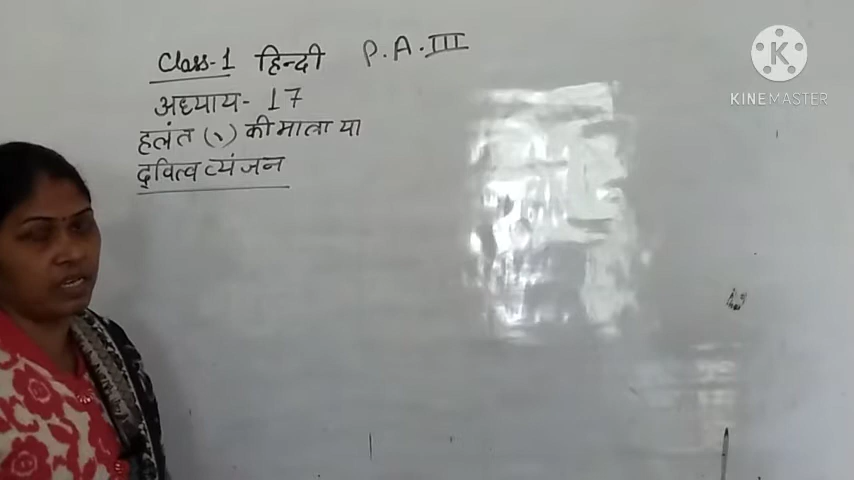 Class-1 हिन्दी P.A.III
अध्याय- 17
हलंत (्) की मात्रा या
द्वित्व व्यंजन
K
KINEMASTER